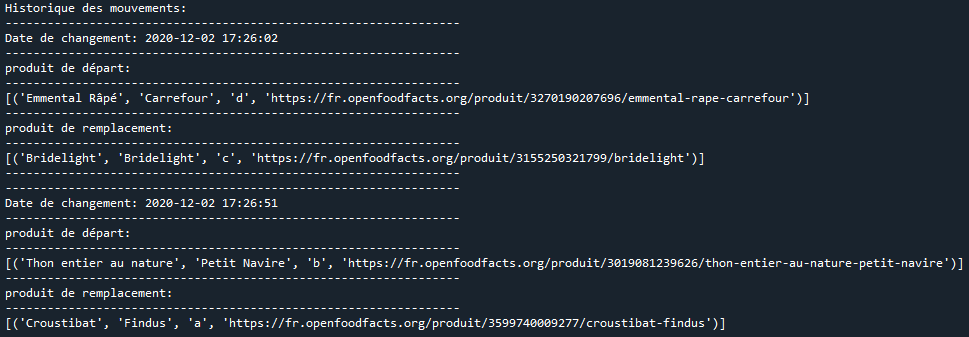 Historique des mouvements:
-----------------------------------------------------------------
Date de changement: 2020-12-02 17:26:02
-----------------------------------------------------------------
produit de départ:
-----------------------------------------------------------------
[('Emmental Râpé', 'Carrefour', 'd', 'https://fr.openfoodfacts.org/produit/3270190207696/emmental-rape-carrefour')]
-----------------------------------------------------------------
produit de remplacement:
-----------------------------------------------------------------
[('Bridelight', 'Bridelight', 'c', 'https://fr.openfoodfacts.org/produit/3155250321799/bridelight')]
-----------------------------------------------------------------
-----------------------------------------------------------------
Date de changement: 2020-12-02 17:26:51
-----------------------------------------------------------------
produit de départ:
-----------------------------------------------------------------
[('Thon entier au nature', 'Petit Navire', 'b', 'https://fr.openfoodfacts.org/produit/3019081239626/thon-entier-au-nature-petit-navire')]
-----------------------------------------------------------------
produit de remplacement:
-----------------------------------------------------------------
[('Croustibat', 'Findus', 'a', 'https://fr.openfoodfacts.org/produit/3599740009277/croustibat-findus')]